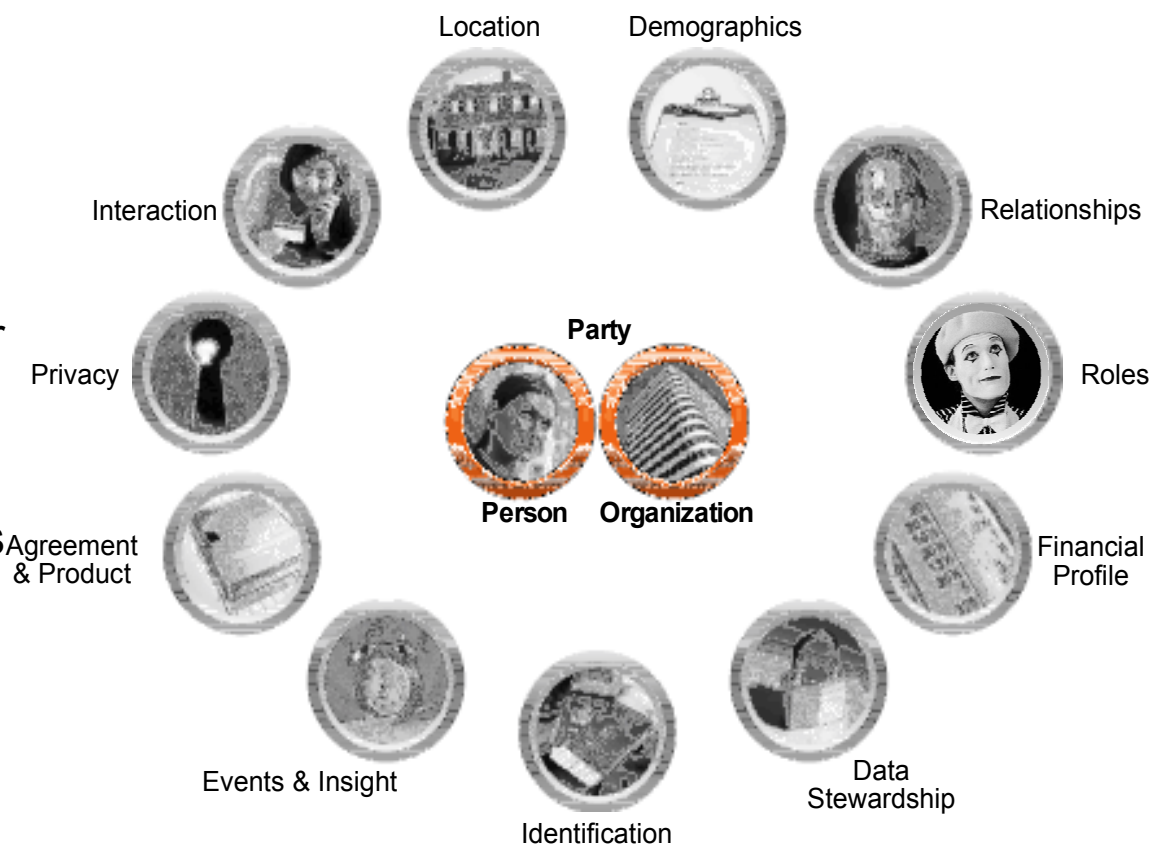 Location
Demographics
Interaction
Relationships
Party
Privacy
Roles
Person
Organization
Agreement
& Product
Financial
Profile
Events & Insight
Data
Stewardship
Identification